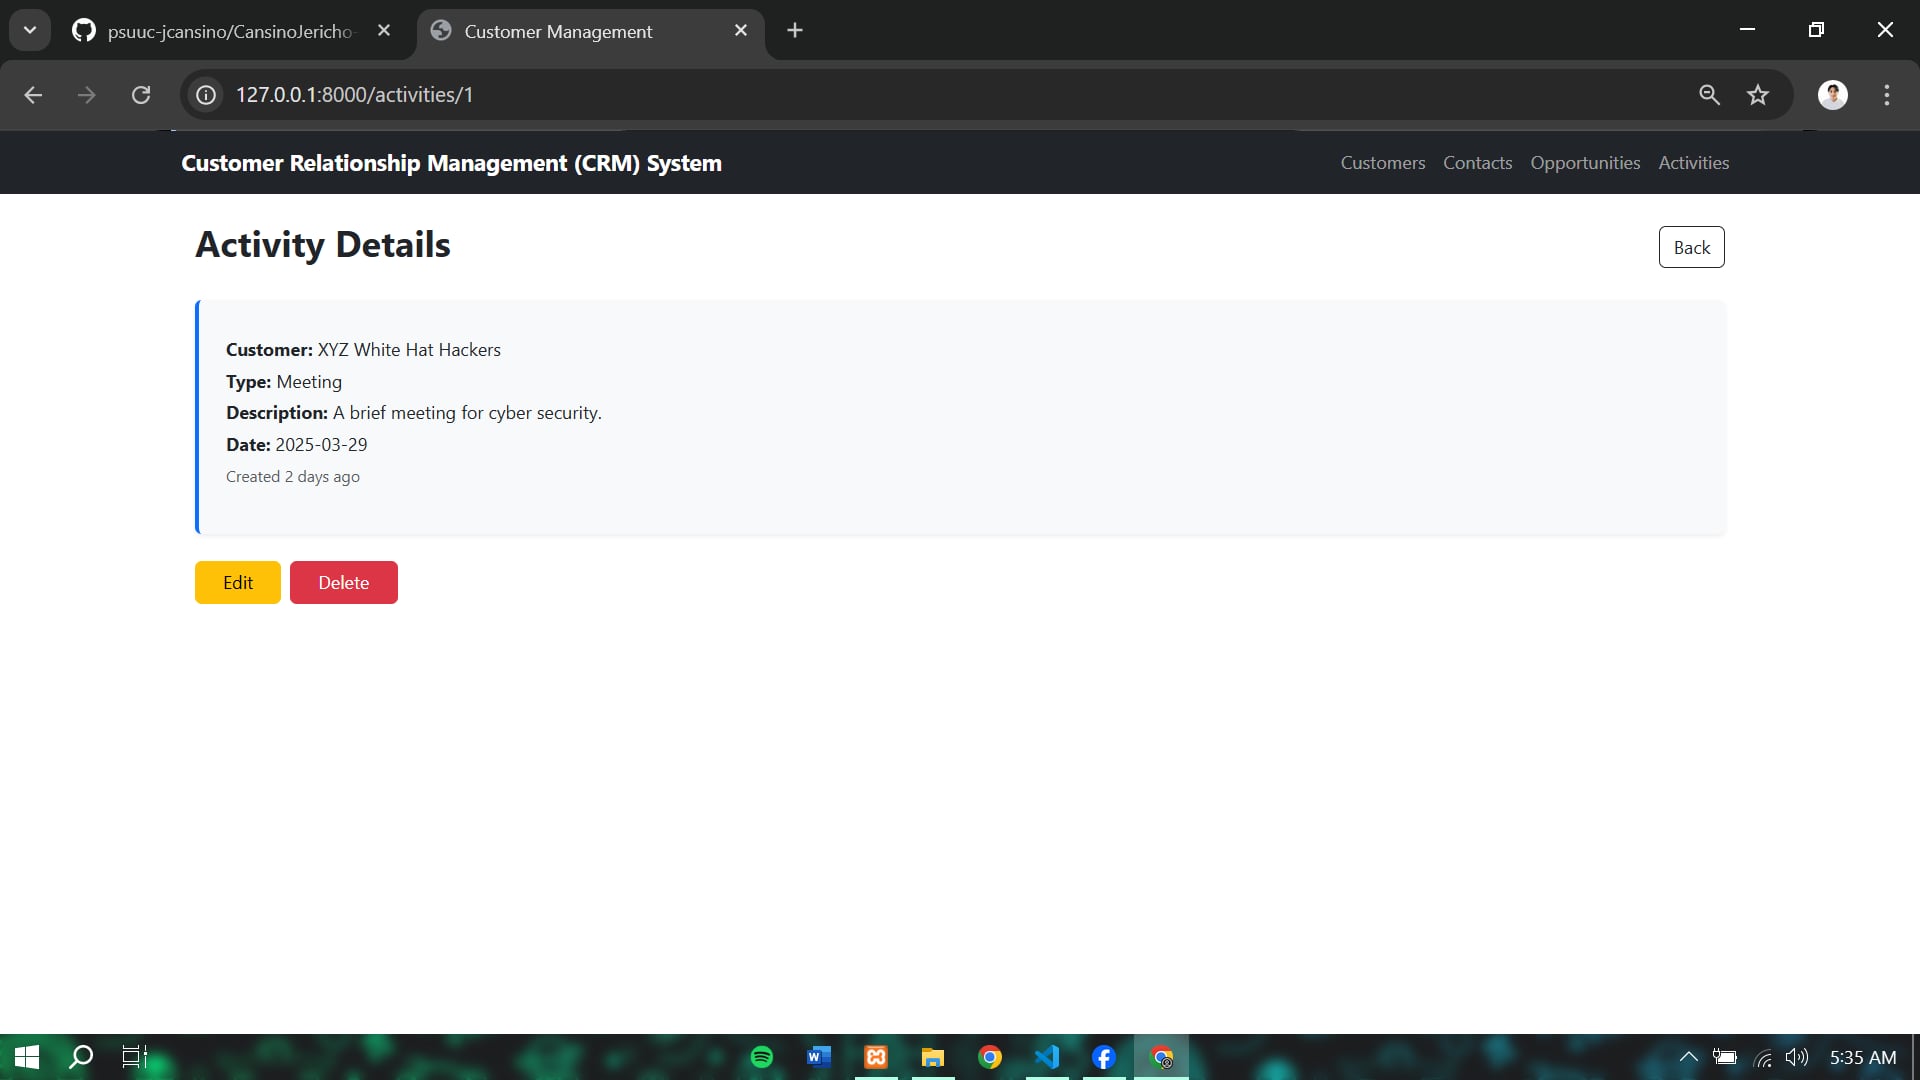 psuuc-jcansino/CansinoJericho-
Customer Management
127.0.0.1:8000/activities/1
Customer Relationship Management (CRM) System
Customers Contacts Opportunities Activities
Activity Details
Back
Customer: XYZ White Hat Hackers
Type: Meeting
Description: A brief meeting for cyber security.
Date: 2025-03-29
Created 2 days ago
Edit Delete
5:35 AM